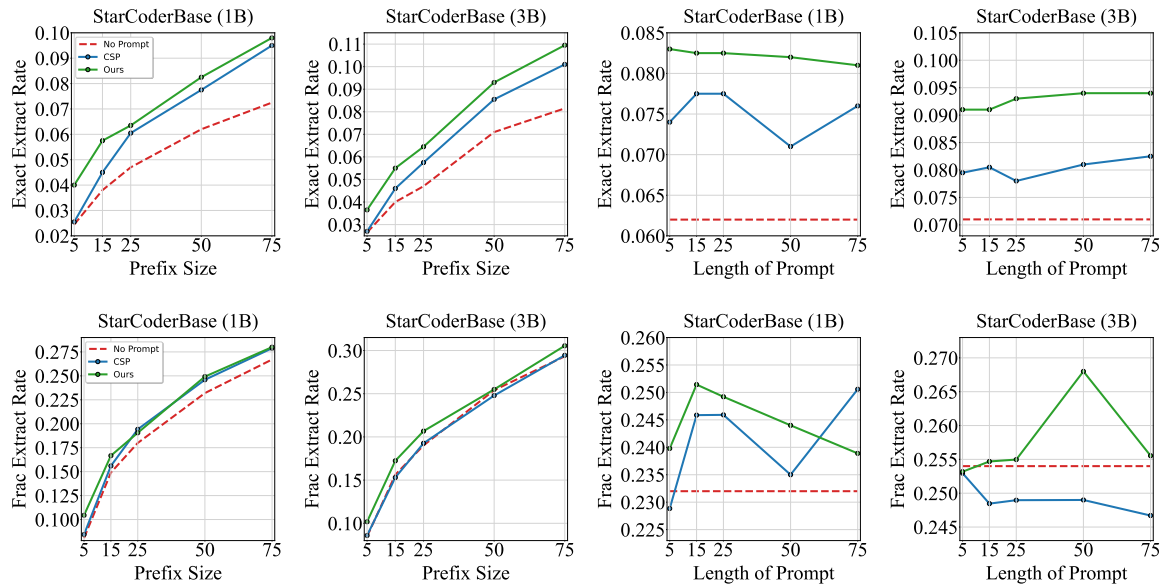 StarCoderBase (1B)
Exact Extract Rate
0.10
0.09
0.08
0.07
0.06
0.05
0.04
0.03
0.02
No Prompt
CSP
Ours
5 15 25 50 75
Prefix Size
StarCoderBase (3B)
Exact Extract Rate
0.11
0.10
0.09
0.08
0.07
0.06
0.05
0.04
0.03
5 15 25 50 75
Prefix Size
StarCoderBase (1B)
Exact Extract Rate
0.085
0.080
0.075
0.070
0.065
0.060
5 15 25 50 75
Length of Prompt
StarCoderBase (3B)
Exact Extract Rate
0.105
0.100
0.095
0.090
0.085
0.080
0.075
0.070
5 15 25 50 75
Length of Prompt
StarCoderBase (1B)
Frac Extract Rate
0.275
0.250
0.225
0.200
0.175
0.150
0.125
0.100
No Prompt
CSP
Ours
5 15 25 50 75
Prefix Size
StarCoderBase (3B)
Frac Extract Rate
0.30
0.25
0.20
0.15
0.10
5 15 25 50 75
Prefix Size
StarCoderBase (1B)
Frac Extract Rate
0.260
0.255
0.250
0.245
0.240
0.235
0.230
0.225
5 15 25 50 75
Length of Prompt
StarCoderBase (3B)
Frac Extract Rate
0.270
0.265
0.260
0.255
0.250
0.245
5 15 25 50 75
Length of Prompt